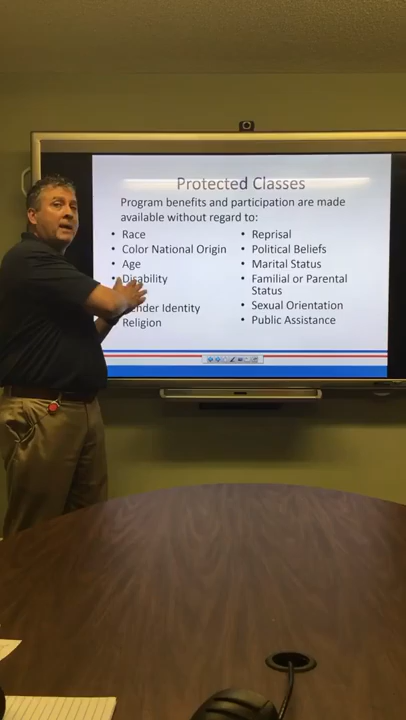 Protected Classes
Program benefits and participation are made
available without regard to:
• Race
• Color National Origin
• Age
• Disability
Gender Identity
Religion
• Reprisal
• Political Beliefs
• Marital Status
• Familial or Parental
Status
• Sexual Orientation
• Public Assistance